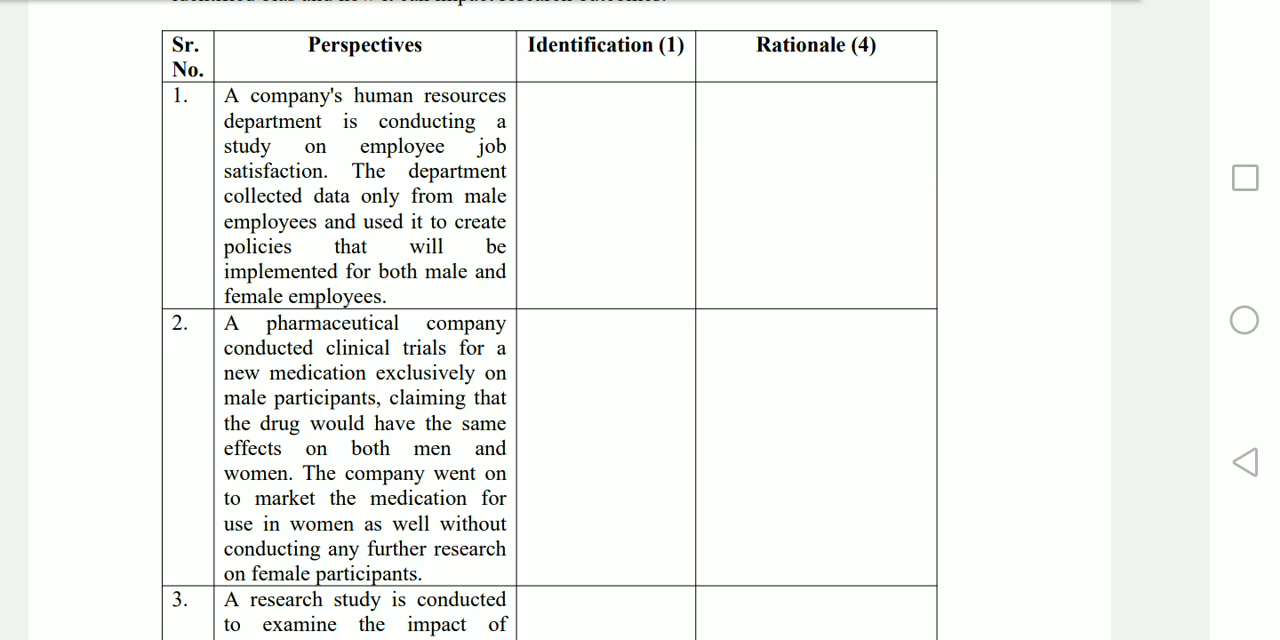 Sr. No.
Perspectives
Identification (1)
Rationale (4)
1.
A company's human resources
department is conducting a
study on employee job
satisfaction. The department
collected data only from male
employees and used it to create
policies that will be
implemented for both male and
female employees.
2.
A pharmaceutical company
conducted clinical trials for a
new medication exclusively on
male participants, claiming that
the drug would have the same
effects on both men and
women. The company went on
to market the medication for
use in women as well without
conducting any further research
on female participants.
3.
A research study is conducted
to examine the impact of